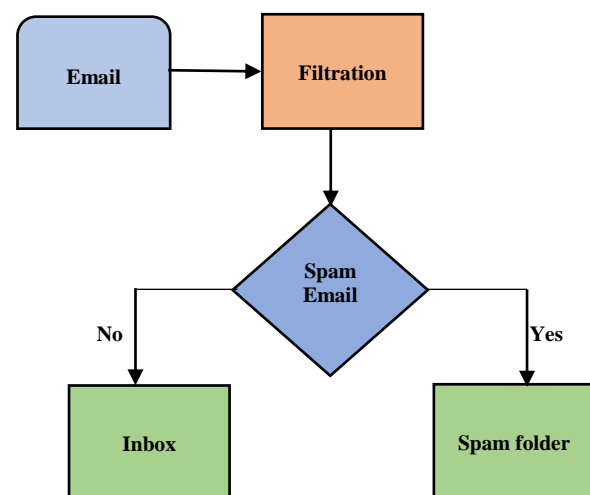 Email
Filtration
Spam
Email
No
Yes
Inbox
Spam folder